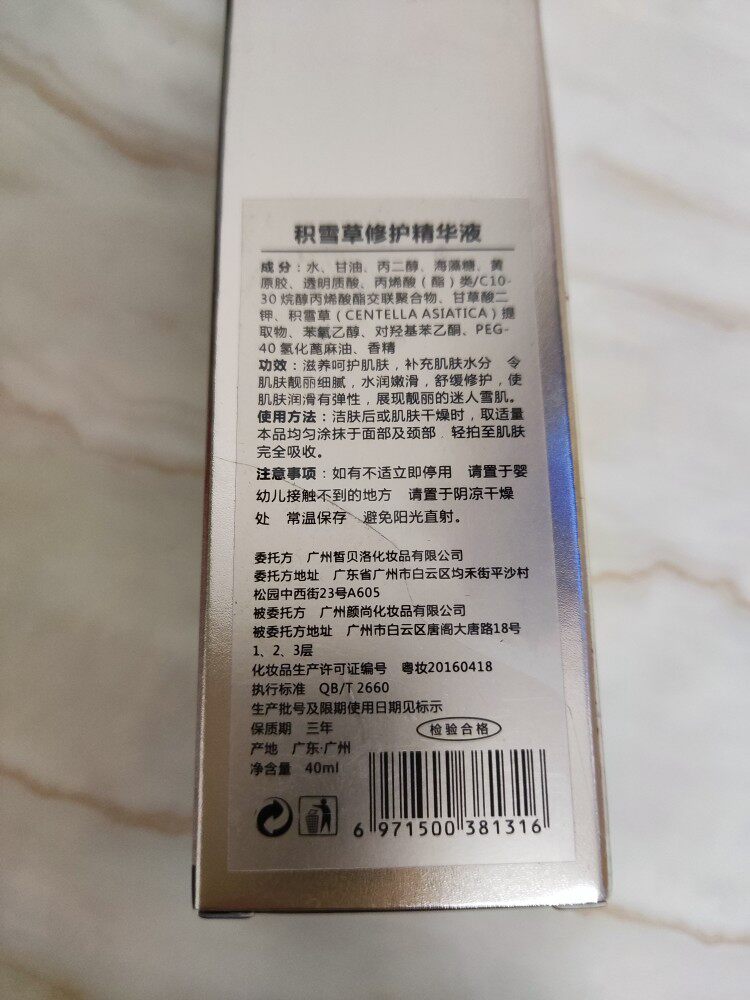 积雪草修护精华液
成分：水、甘油、丙二醇、海藻糖、黄
原胶、透明质酸、丙烯酸（酯）类/C10-
30 烷醇丙烯酸酯交联聚合物、甘草酸二
钾、积雪草（CENTELLA ASIATICA）提
取物、苯氧乙醇、对羟基苯乙酮、PEG-
40 氢化蓖麻油、香精
功效：滋养呵护肌肤，补充肌肤水分 令
肌肤靓丽细腻，水润嫩滑，舒缓修护，使
肌肤润滑有弹性，展现靓丽的迷人雪肌。
使用方法：洁肤后或肌肤干燥时，取适量
本品均匀涂抹于面部及颈部 轻拍至肌肤
完全吸收。
注意事项：如有不适立即停用 请置于婴
幼儿接触不到的地方 请置于阴凉干燥
处 常温保存 避免阳光直射。
委托方 广州皙贝洛化妆品有限公司
委托方地址 广东省广州市白云区均禾街平沙村
松园中西街23号A605
被委托方 广州颜尚化妆品有限公司
被委托方地址 广州市白云区唐阁大唐路18号
1、2、3层
化妆品生产许可证编号 粤妆20160418
执行标准 QB/T 2660
生产批号及限期使用日期见标示
保质期 三年 检验合格
产地 广东·广州
净含量 40ml
6 971500 381316